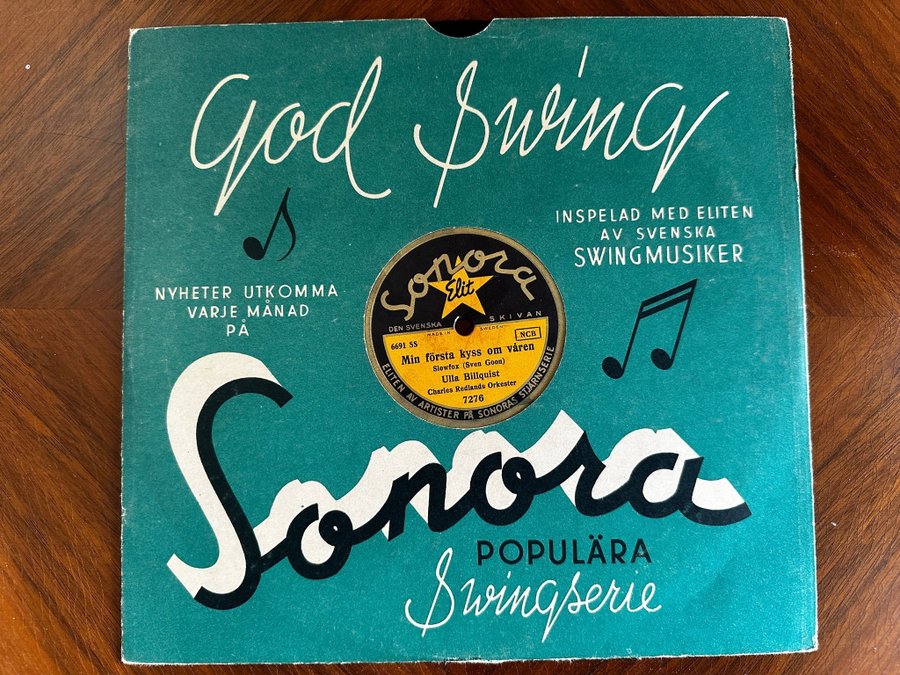 God Swing
INSPELAD MED ELITEN
AV SVENSKA
SWINGMUSIKER
NYHETER UTKOMMA
VARJE MÅNAD
PÅ
Sonora
POPULÄRA
Swingserie
Sonora
Elit
DEN SVENSKA SKIVAN
MADE IN SWEDEN
6691 SS
NCB
Min första kyss om våren
Slowfox (Sven Goon)
Ulla Billquist
Charles Redlands Orkester
7276
ELITEN AV ARTISTER PÅ SONORAS STJÄRNSERIE